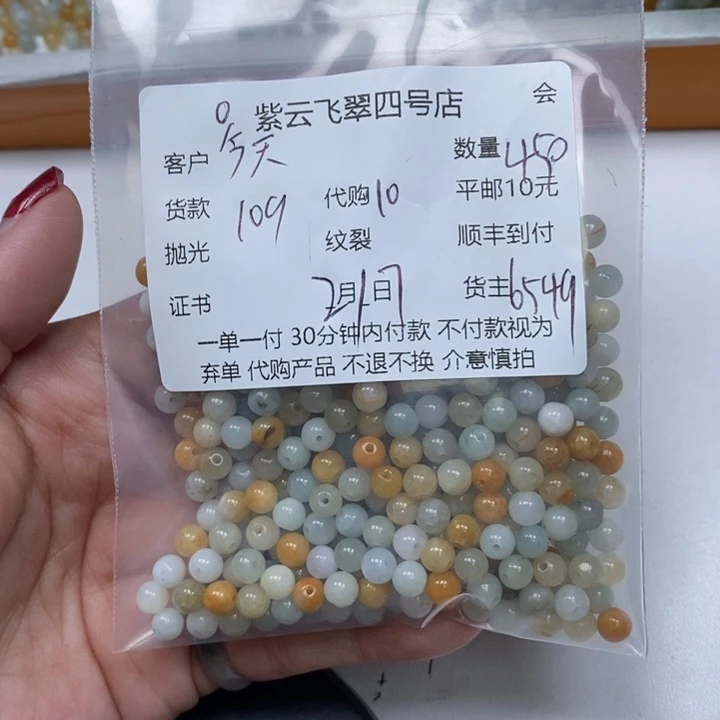 紫云飞翠四号店 会
客户 今天 数量 450
货款 109 代购 10 平邮10元
抛光 纹裂 顺丰到付
证书 2月17日 货主 6549
一单一付 30分钟内付款 不付款视为
弃单 代购产品 不退不换 介意慎拍